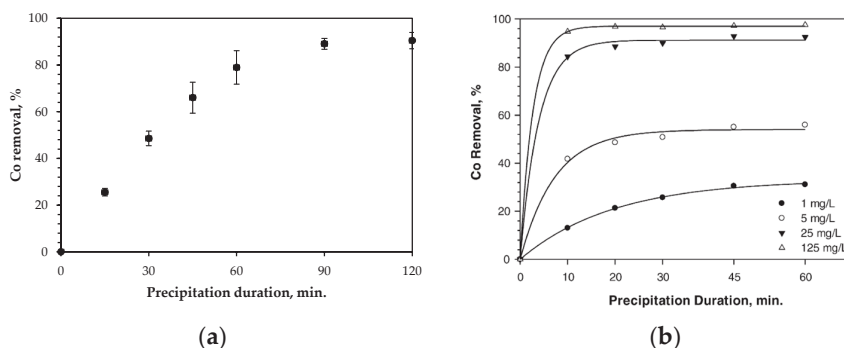 100
80
60
40
20
0
Co removal, %
0 30 60 90 120
Precipitation duration, min.
(a)
100
80
60
40
20
0
Co Removal, %
1 mg/L
5 mg/L
25 mg/L
125 mg/L
0 10 20 30 45 60
Precipitation Duration, min.
(b)